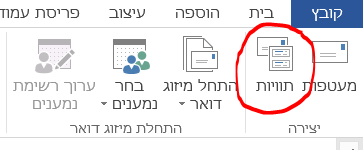 קובץ בית הוספה עיצוב פריסת עמוד
מעטפות תוויות התחל מיזוג דואר בחר נמענים ערוך רשימת נמענים
יצירה התחלת מיזוג דואר